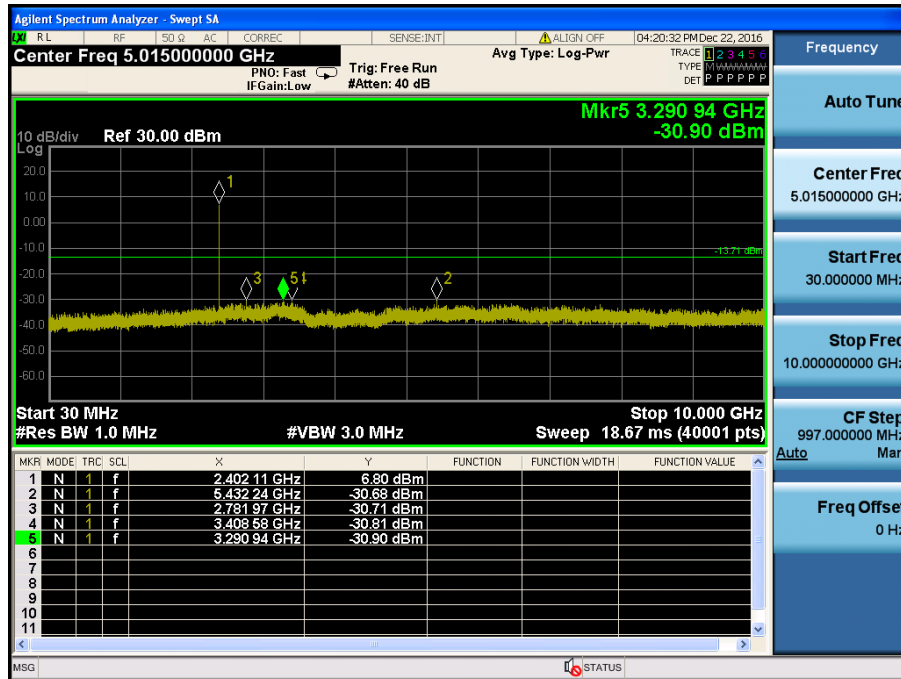 Agilent Spectrum Analyzer - Swept SA
LXI RL RF 50 Ω AC CORREC SENSE:INT ALIGN OFF 04:20:32 PM Dec 22, 2016
Center Freq 5.015000000 GHz
PNO: Fast
IFGain:Low
Trig: Free Run
#Atten: 40 dB
Avg Type: Log-Pwr
TRACE 1 2 3 4 5 6
TYPE M W W W W W
DET P P P P P P
Mkr5 3.290 94 GHz
-30.90 dBm
10 dB/div Ref 30.00 dBm
Log
20.0
10.0
0.00
-10.0
-20.0
-30.0
-40.0
-50.0
-60.0
1
3
5
4
2
-13.71 dBm
Start 30 MHz
Stop 10.000 GHz
#Res BW 1.0 MHz
#VBW 3.0 MHz
Sweep 18.67 ms (40001 pts)
MKR MODE TRC SCL X Y FUNCTION FUNCTION WIDTH FUNCTION VALUE
1 N 1 f 2.402 11 GHz 6.80 dBm
2 N 1 f 5.432 24 GHz -30.68 dBm
3 N 1 f 2.781 97 GHz -30.71 dBm
4 N 1 f 3.408 58 GHz -30.81 dBm
5 N 1 f 3.290 94 GHz -30.90 dBm
6
7
8
9
10
11
MSG
STATUS
Frequency
Auto Tune
Center Freq
5.015000000 GHz
Start Freq
30.000000 MHz
Stop Freq
10.000000000 GHz
CF Step
997.000000 MHz
Auto Man
Freq Offset
0 Hz